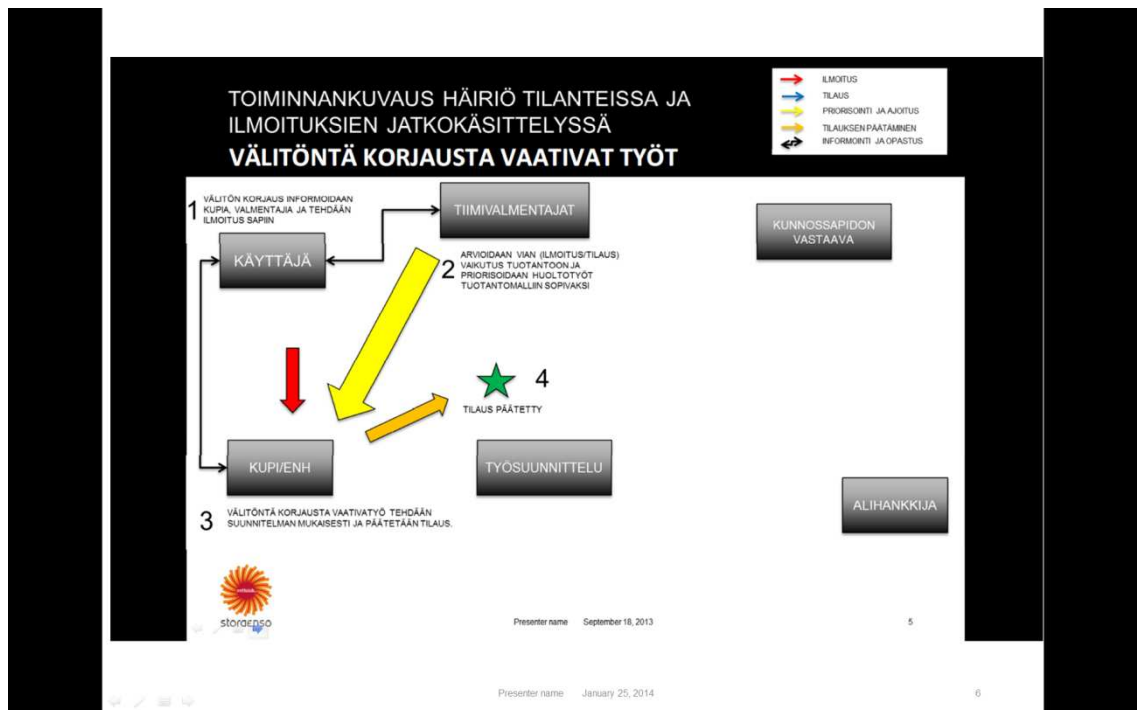 TOIMINNANKUVAUS HÄIRIÖ TILANTEISSA JA
ILMOITUKSIEN JATKOKÄSITTELYSSÄ
VÄLITÖNTÄ KORJAUSTA VAATIVAT TYÖT
ILMOITUS
TILAUS
PRIORISOINTI JA AJOITUS
TILAUKSEN PÄÄTÄMINEN
INFORMOINTI JA OPASTUS
1
VÄLITÖN KORJAUS INFORMOIDAAN
KUPIA, VALMENTAJIA JA TEHDÄÄN
ILMOITUS SAPIIN
TIIMIVALMENTAJAT
KUNNOSSAPIDON
VASTAAVA
KÄYTTÄJÄ
2
ARVIOIDAAN VIAN (ILMOITUS/TILAUS)
VAIKUTUS TUOTANTOON JA
PRIORISOIDAAN HUOLTOTYÖT
TUOTANTOMALLIIN SOPIVAKSI
4
TILAUS PÄÄTETTY
KUPI/ENH
TYÖSUUNNITTELU
ALIHANKKIJA
3
VÄLITÖNTÄ KORJAUSTA VAATIVATYÖ TEHDÄÄN
SUUNNITELMAN MUKAISESTI JA PÄÄTETÄÄN TILAUS.
storaenso
Presenter name September 18, 2013 5
Presenter name January 25, 2014 6